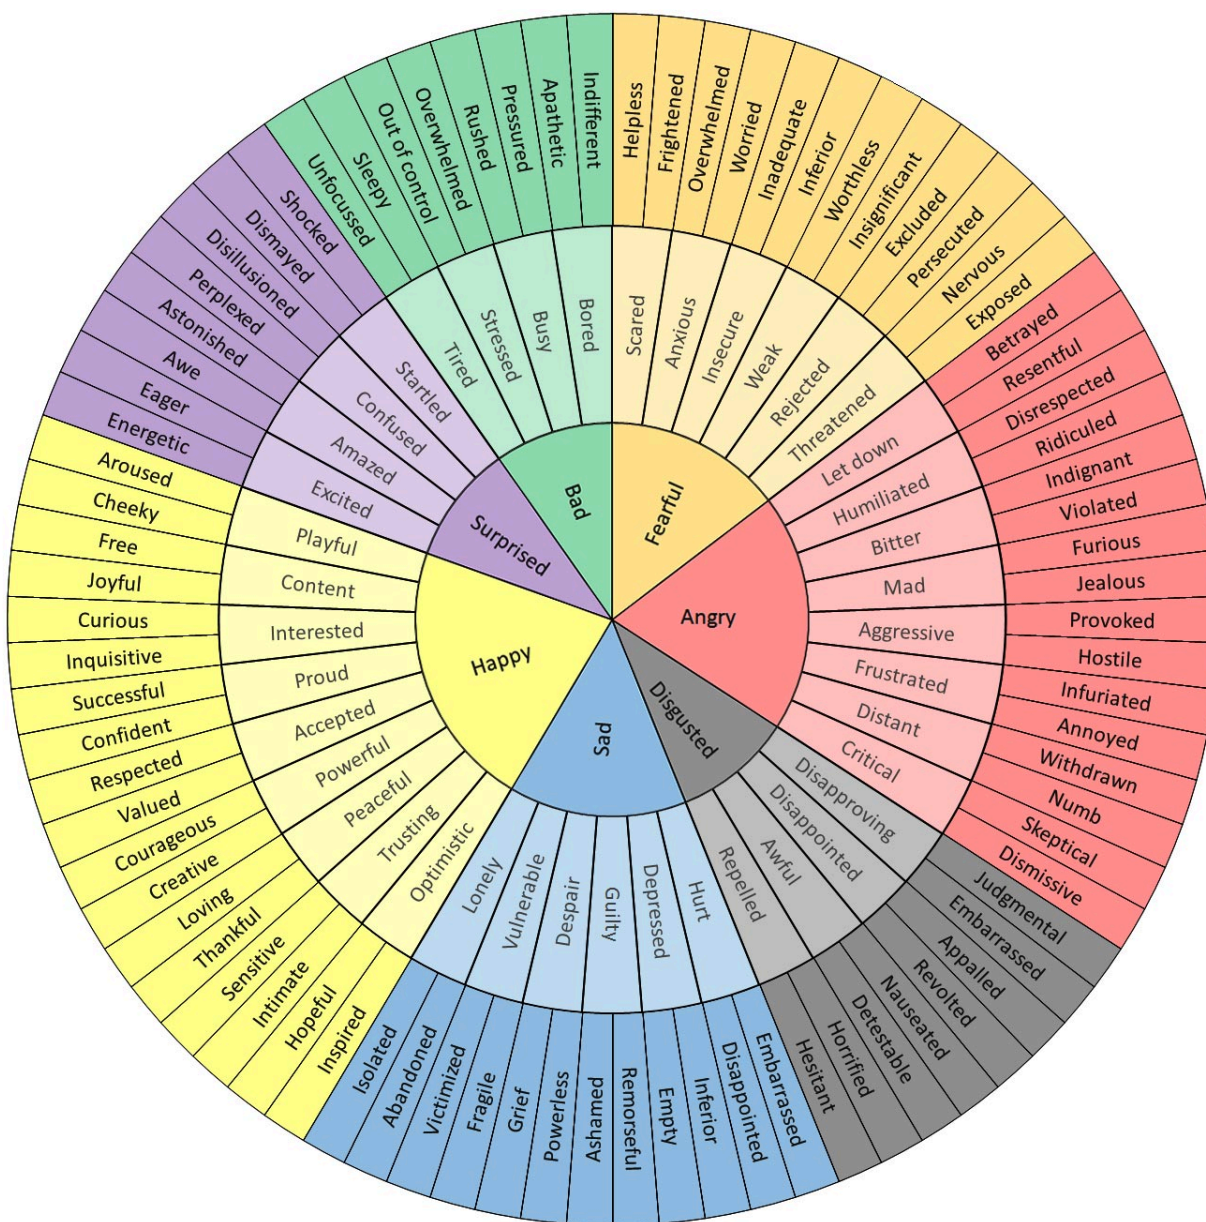 Fearful
Angry
Disgusted
Sad
Happy
Surprised
Bad
Scared
Anxious
Insecure
Weak
Rejected
Threatened
Let down
Humiliated
Bitter
Mad
Aggressive
Frustrated
Distant
Critical
Disapproving
Disappointed
Awful
Repelled
Hurt
Depressed
Guilty
Despair
Vulnerable
Lonely
Optimistic
Trusting
Peaceful
Powerful
Accepted
Proud
Interested
Content
Playful
Excited
Amazed
Confused
Startled
Tired
Stressed
Busy
Bored
Helpless
Frightened
Overwhelmed
Worried
Inadequate
Inferior
Worthless
Insignificant
Excluded
Persecuted
Nervous
Exposed
Betrayed
Resentful
Disrespected
Ridiculed
Indignant
Violated
Furious
Jealous
Provoked
Hostile
Infuriated
Annoyed
Withdrawn
Numb
Skeptical
Dismissive
Judgmental
Embarrassed
Appalled
Revolted
Nauseated
Detestable
Horrified
Hesitant
Embarrassed
Disappointed
Inferior
Empty
Remorseful
Ashamed
Powerless
Grief
Fragile
Victimized
Abandoned
Isolated
Inspired
Hopeful
Intimate
Sensitive
Thankful
Loving
Creative
Courageous
Valued
Respected
Confident
Successful
Inquisitive
Curious
Joyful
Free
Cheeky
Aroused
Energetic
Eager
Awe
Astonished
Perplexed
Disillusioned
Dismayed
Shocked
Unfocussed
Sleepy
Out of control
Overwhelmed
Rushed
Pressured
Apathetic
Indifferent